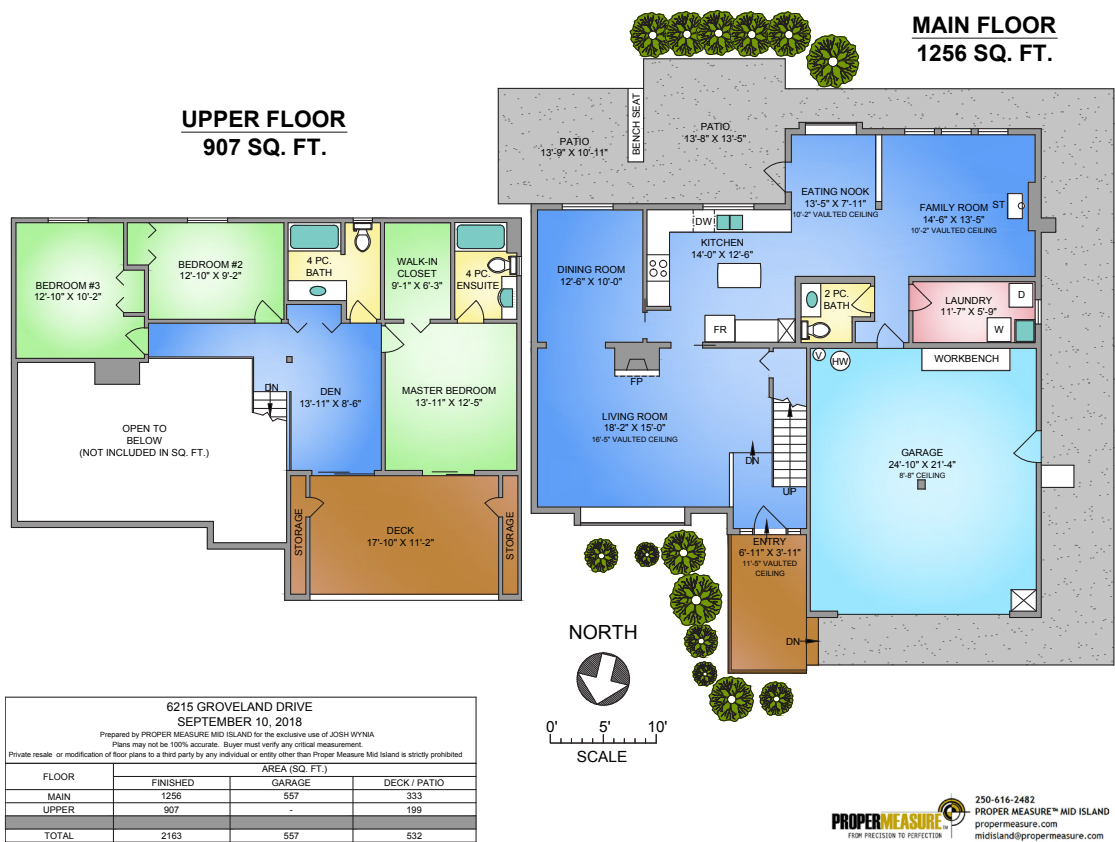 MAIN FLOOR
1256 SQ. FT.
UPPER FLOOR
907 SQ. FT.
PATIO
13'-9" X 10'-11"
BENCH SEAT
PATIO
13'-8" X 13'-5"
EATING NOOK
13'-5" X 7'-11"
10'-2" VAULTED CEILING
FAMILY ROOM
14'-6" X 13'-5"
10'-2" VAULTED CEILING
ST
DW
KITCHEN
14'-0" X 12'-6"
DINING ROOM
12'-6" X 10'-0"
2 PC.
BATH
LAUNDRY
11'-7" X 5'-9"
D
W
FR
V
HW
WORKBENCH
FP
LIVING ROOM
18'-2" X 15'-0"
16'-5" VAULTED CEILING
DN
UP
GARAGE
24'-10" X 21'-4"
8'-8" CEILING
ENTRY
6'-11" X 3'-11"
11'-5" VAULTED
CEILING
DN
BEDROOM #3
12'-10" X 10'-2"
BEDROOM #2
12'-10" X 9'-2"
4 PC.
BATH
WALK-IN
CLOSET
9'-1" X 6'-3"
4 PC.
ENSUITE
DN
DEN
13'-11" X 8'-6"
MASTER BEDROOM
13'-11" X 12'-5"
OPEN TO
BELOW
(NOT INCLUDED IN SQ. FT.)
STORAGE
DECK
17'-10" X 11'-2"
STORAGE
NORTH
0' 5' 10'
SCALE
6215 GROVELAND DRIVE
SEPTEMBER 10, 2018
Prepared by PROPER MEASURE MID ISLAND for the exclusive use of JOSH WYNIA
Plans may not be 100% accurate. Buyer must verify any critical measurement.
Private resale or modification of floor plans to a third party by any individual or entity other than Proper Measure Mid Island is strictly prohibited
FLOOR AREA (SQ. FT.)
FINISHED GARAGE DECK / PATIO
MAIN 1256 557 333
UPPER 907 - 199
TOTAL 2163 557 532
PROPERMEASURE™
FROM PRECISION TO PERFECTION
250-616-2482
PROPER MEASURE™ MID ISLAND
propermeasure.com
midisland@propermeasure.com